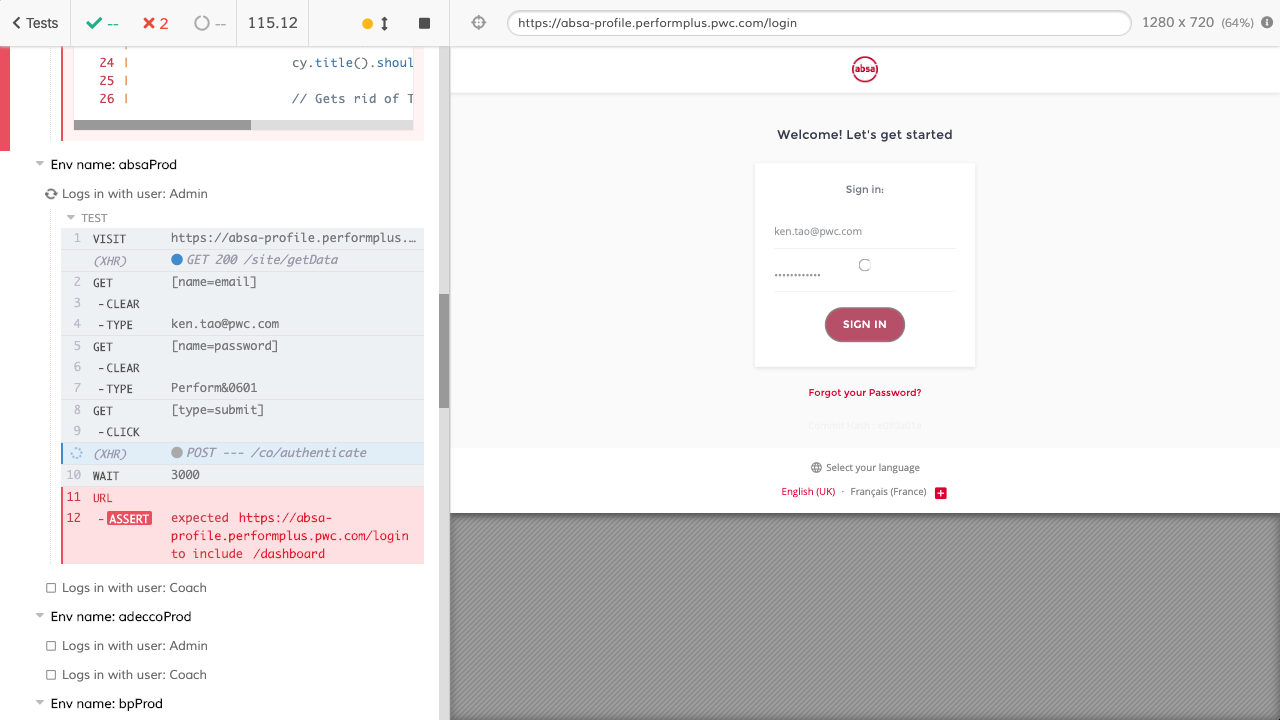 Tests
--
2
--
115.12
https://absa-profile.performplus.pwc.com/login
1280 x 720 (64%)
24 | cy.title().shoul
25 |
26 | // Gets rid of T
Env name: absaProd
Logs in with user: Admin
TEST
1 VISIT https://absa-profile.performplus....
(XHR) GET 200 /site/getData
2 GET [name=email]
3 -CLEAR
4 -TYPE ken.tao@pwc.com
5 GET [name=password]
6 -CLEAR
7 -TYPE Perform&0601
8 GET [type=submit]
9 -CLICK
(XHR) POST --- /co/authenticate
10 WAIT 3000
11 URL
12 -ASSERT expected https://absa-
profile.performplus.pwc.com/login
to include /dashboard
Logs in with user: Coach
Env name: adeccoProd
Logs in with user: Admin
Logs in with user: Coach
Env name: bpProd
absa
Welcome! Let's get started
Sign in:
ken.tao@pwc.com
••••••••••••
SIGN IN
Forgot your Password?
Select your language
English (UK) · Français (France)